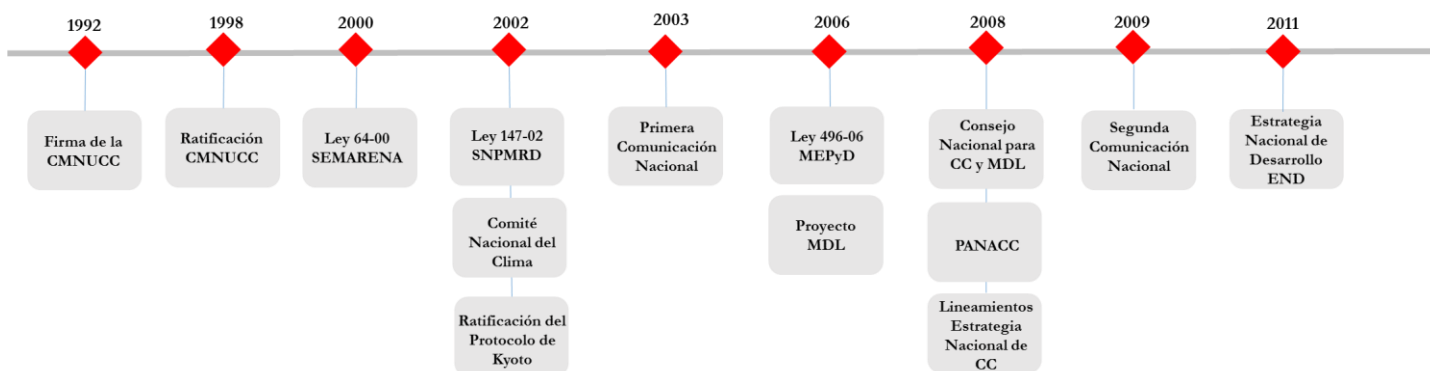 1992
1998
2000
2002
2003
2006
2008
2009
2011
Firma de la
CMNUCC
Ratificación
CMNUCC
Ley 64-00
SEMARENA
Ley 147-02
SNPMRD
Comité
Nacional del
Clima
Ratificación del
Protocolo de
Kyoto
Primera
Comunicación
Nacional
Ley 496-06
MEPyD
Proyecto
MDL
Consejo
Nacional para
CC y MDL
PANACC
Lineamientos
Estrategia
Nacional de
CC
Segunda
Comunicación
Nacional
Estrategia
Nacional de
Desarrollo
END